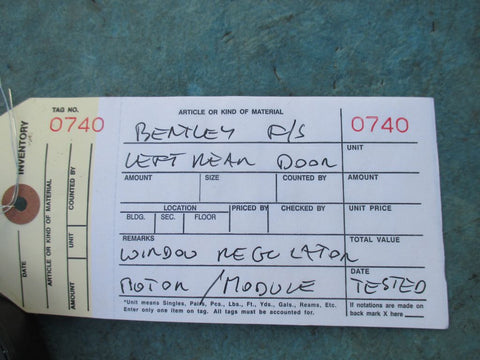 TAG NO.
0740
INVENTORY
DATE
ARTICLE OR KIND OF MATERIAL
UNIT
COUNTED BY
AMOUNT
ARTICLE OR KIND OF MATERIAL
0740
BENTLEY F/S
UNIT
LEFT REAR DOOR
AMOUNT SIZE COUNTED BY AMOUNT
LOCATION PRICED BY CHECKED BY UNIT PRICE
BLDG. SEC. FLOOR
REMARKS TOTAL VALUE
WINDOW REGULATOR
DATE
MOTOR / MODULE TESTED
*Unit means Singles, Pairs, Pcs., Lbs., Ft., Yds., Gals., Reams, Etc.
Enter only one item on tag. All tags must be accounted for.
If notations are made on
back mark X here